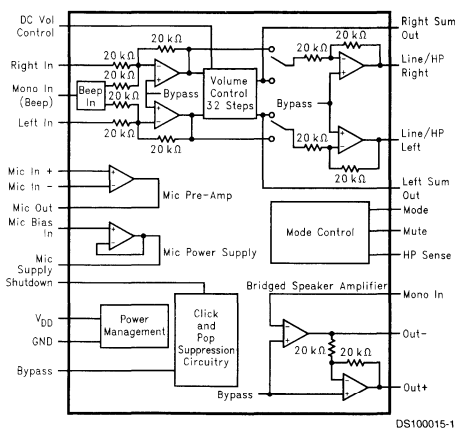 DC Vol
Control
Right In
Mono In
(Beep)
Left In
Mic In +
Mic In −
Mic Out
Mic Bias
In
Mic
Supply
Shutdown
VDD
GND
Bypass
20 kΩ
20 kΩ
20 kΩ
20 kΩ
20 kΩ
20 kΩ
Beep
In
Bypass
Volume
Control
32 Steps
20 kΩ
20 kΩ
Bypass
20 kΩ
20 kΩ
Right Sum
Out
Line/HP
Right
Line/HP
Left
Left Sum
Out
Mic Pre-Amp
Mic Power Supply
Mode Control
Mode
Mute
HP Sense
Power
Management
Click
and
Pop
Suppression
Circuitry
Bridged Speaker Amplifier
Mono In
Out−
20 kΩ
20 kΩ
Out+
Bypass
DS100015-1